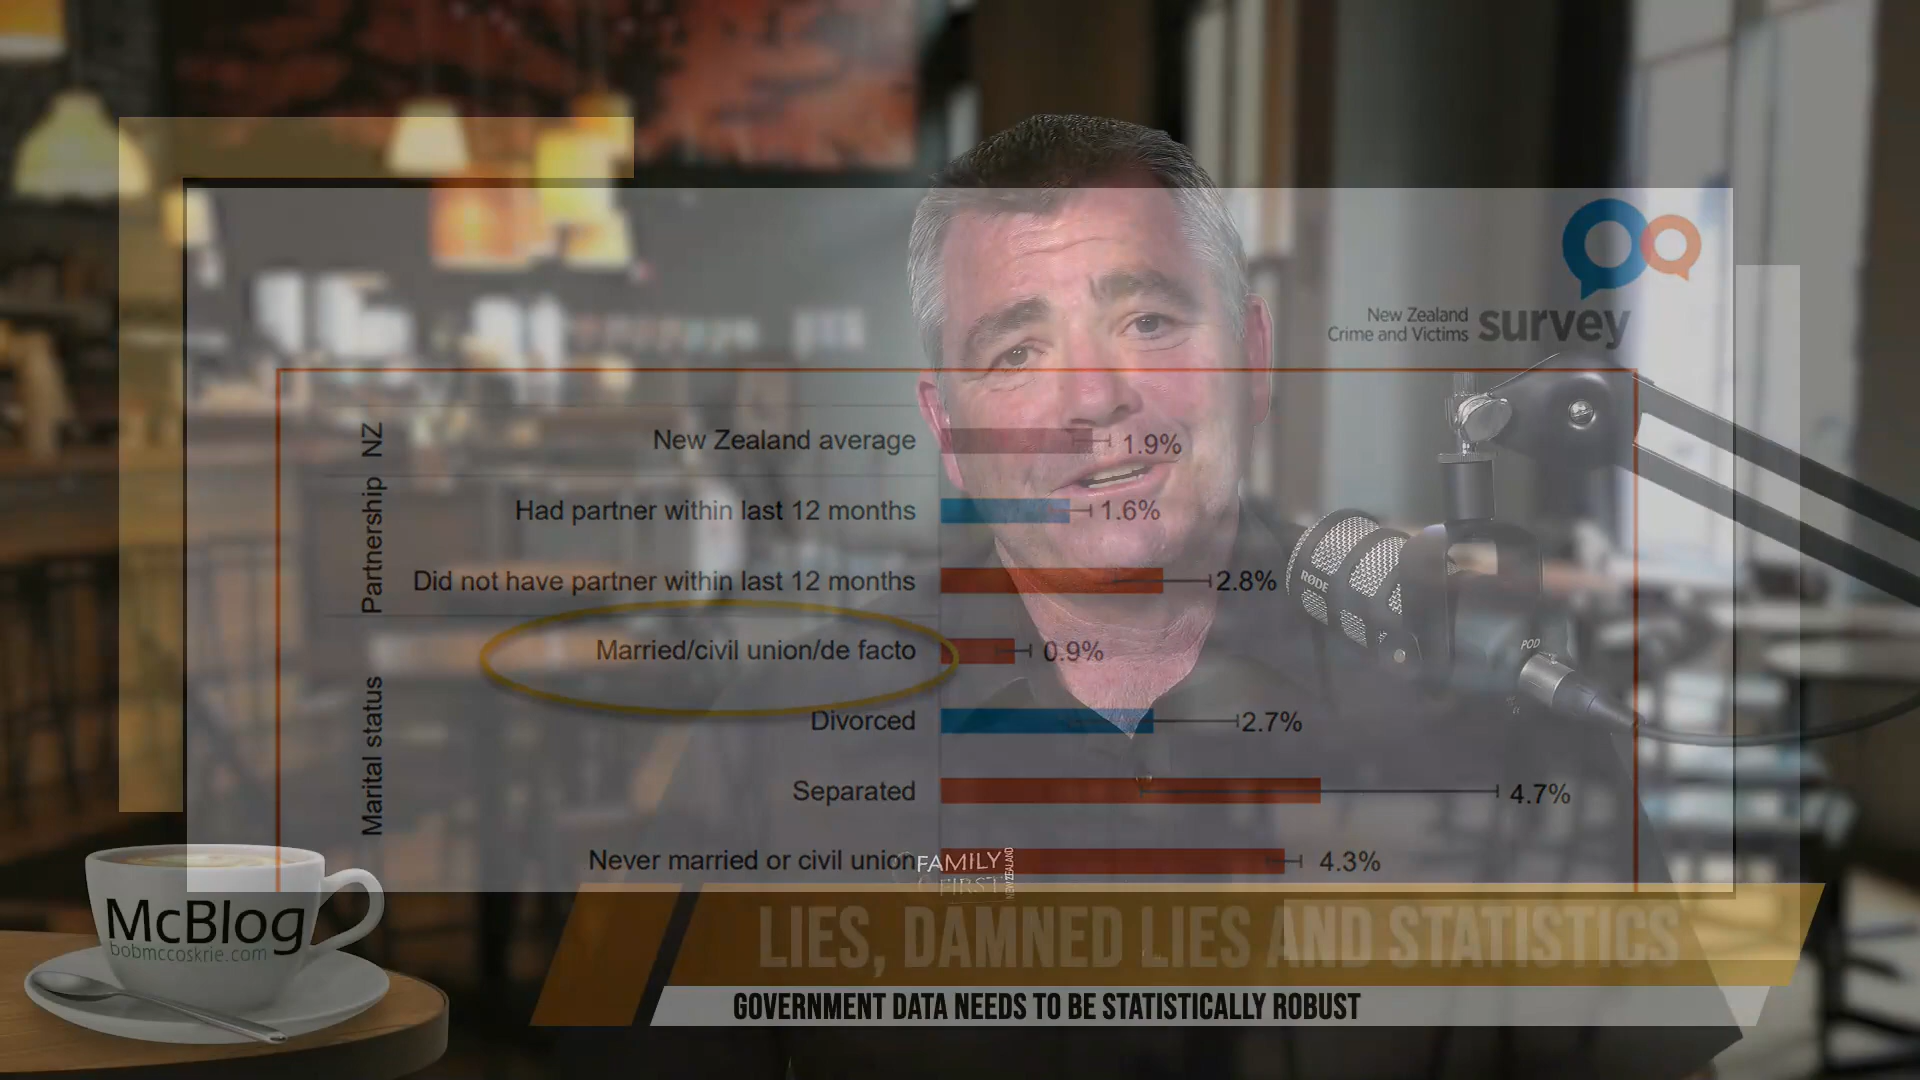 New Zealand
Crime and Victims survey
NZ
New Zealand average 1.9%
Partnership
Had partner within last 12 months 1.6%
Did not have partner within last 12 months 2.8%
Marital status
Married/civil union/de facto 0.9%
Divorced 2.7%
Separated 4.7%
Never married or civil union 4.3%
FAMILY
FIRST
NEW ZEALAND
RØDE
POD
McBlog
bobmccoskrie.com
LIES, DAMNED LIES AND STATISTICS
GOVERNMENT DATA NEEDS TO BE STATISTICALLY ROBUST